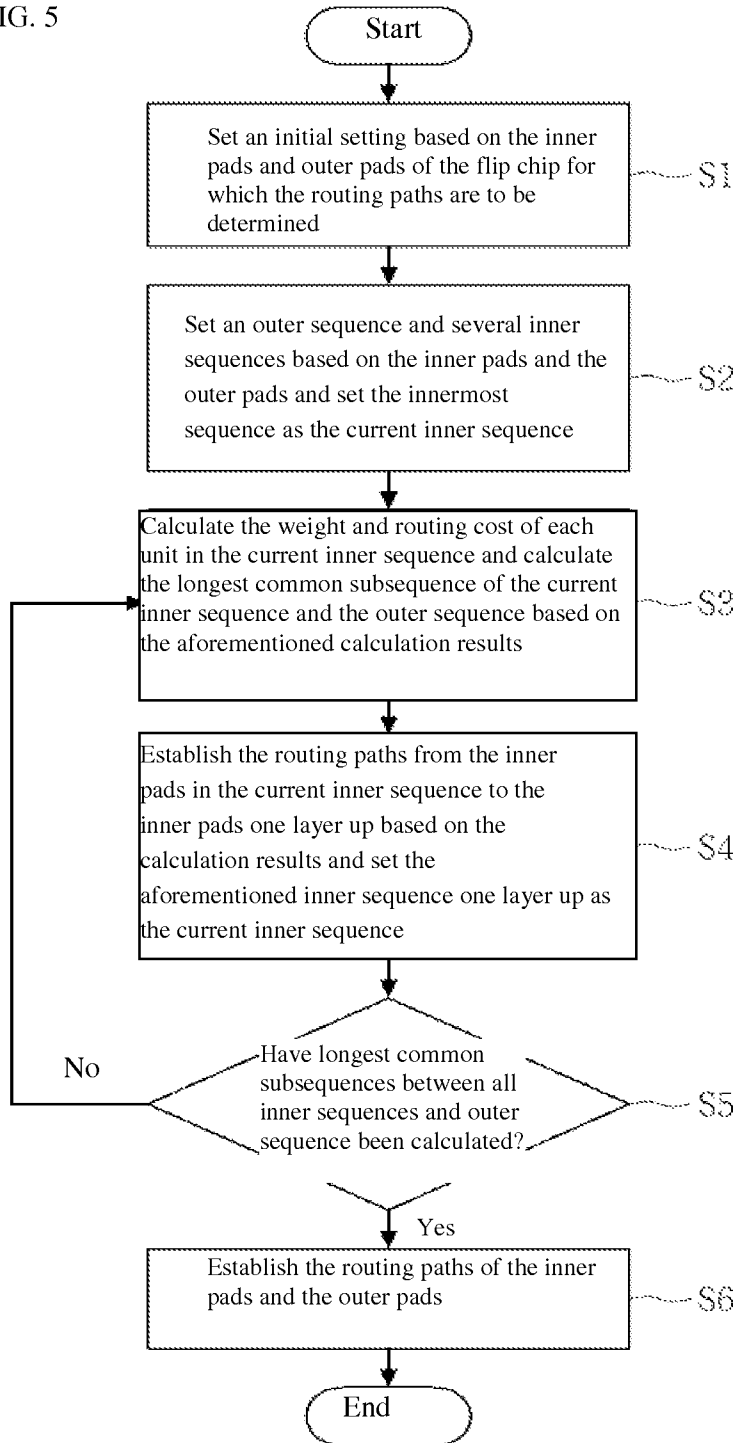 IG. 5
Start
Set an initial setting based on the inner
pads and outer pads of the flip chip for
which the routing paths are to be
determined
S1
Set an outer sequence and several inner
sequences based on the inner pads and the
outer pads and set the innermost
sequence as the current inner sequence
S2
Calculate the weight and routing cost of each
unit in the current inner sequence and calculate
the longest common subsequence of the current
inner sequence and the outer sequence based on
the aforementioned calculation results
S3
Establish the routing paths from the inner
pads in the current inner sequence to the
inner pads one layer up based on the
calculation results and set the
aforementioned inner sequence one layer up as
the current inner sequence
S4
No
Have longest common
subsequences between all
inner sequences and outer
sequence been calculated?
S5
Yes
Establish the routing paths of the inner
pads and the outer pads
S6
End